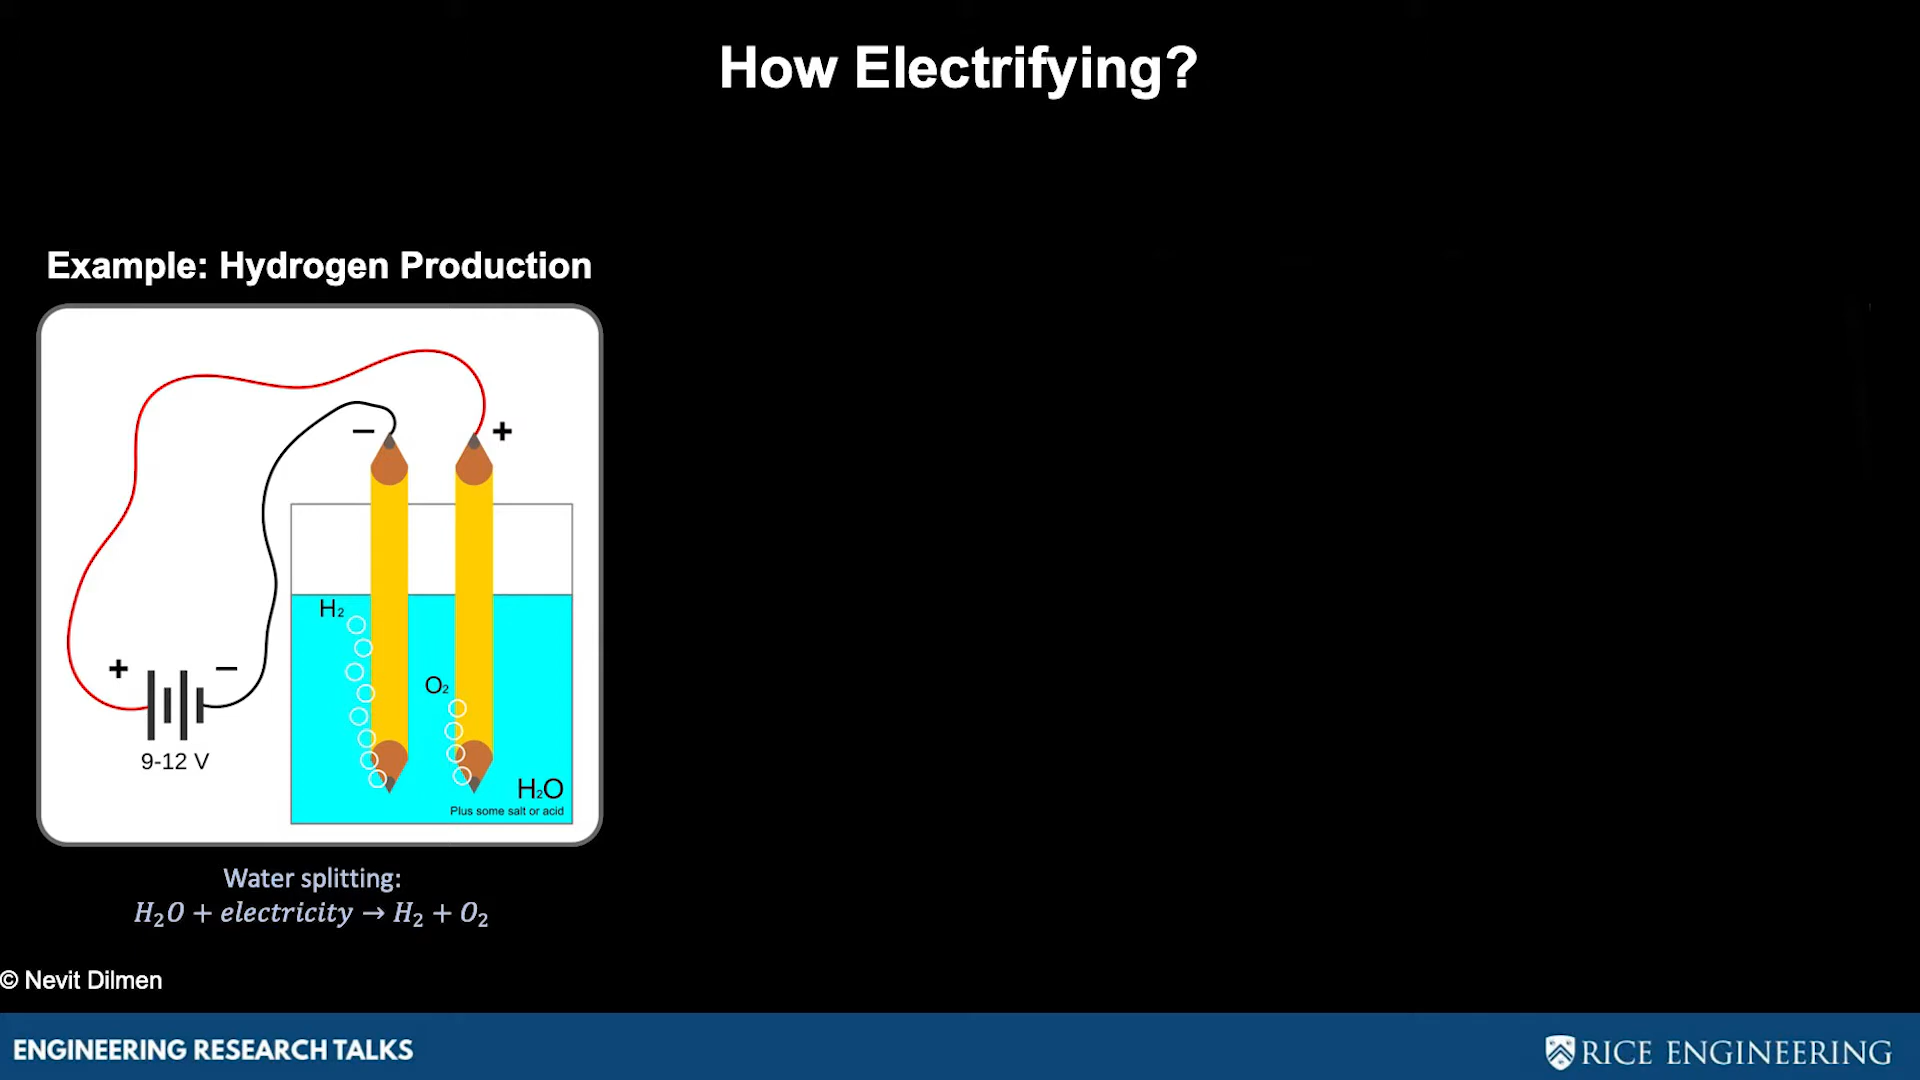 How Electrifying?
Example: Hydrogen Production
− +
H₂
O₂
+ −
9-12 V
H₂O
Plus some salt or acid
Water splitting:
H₂O + electricity → H₂ + O₂
© Nevit Dilmen
ENGINEERING RESEARCH TALKS
RICE ENGINEERING